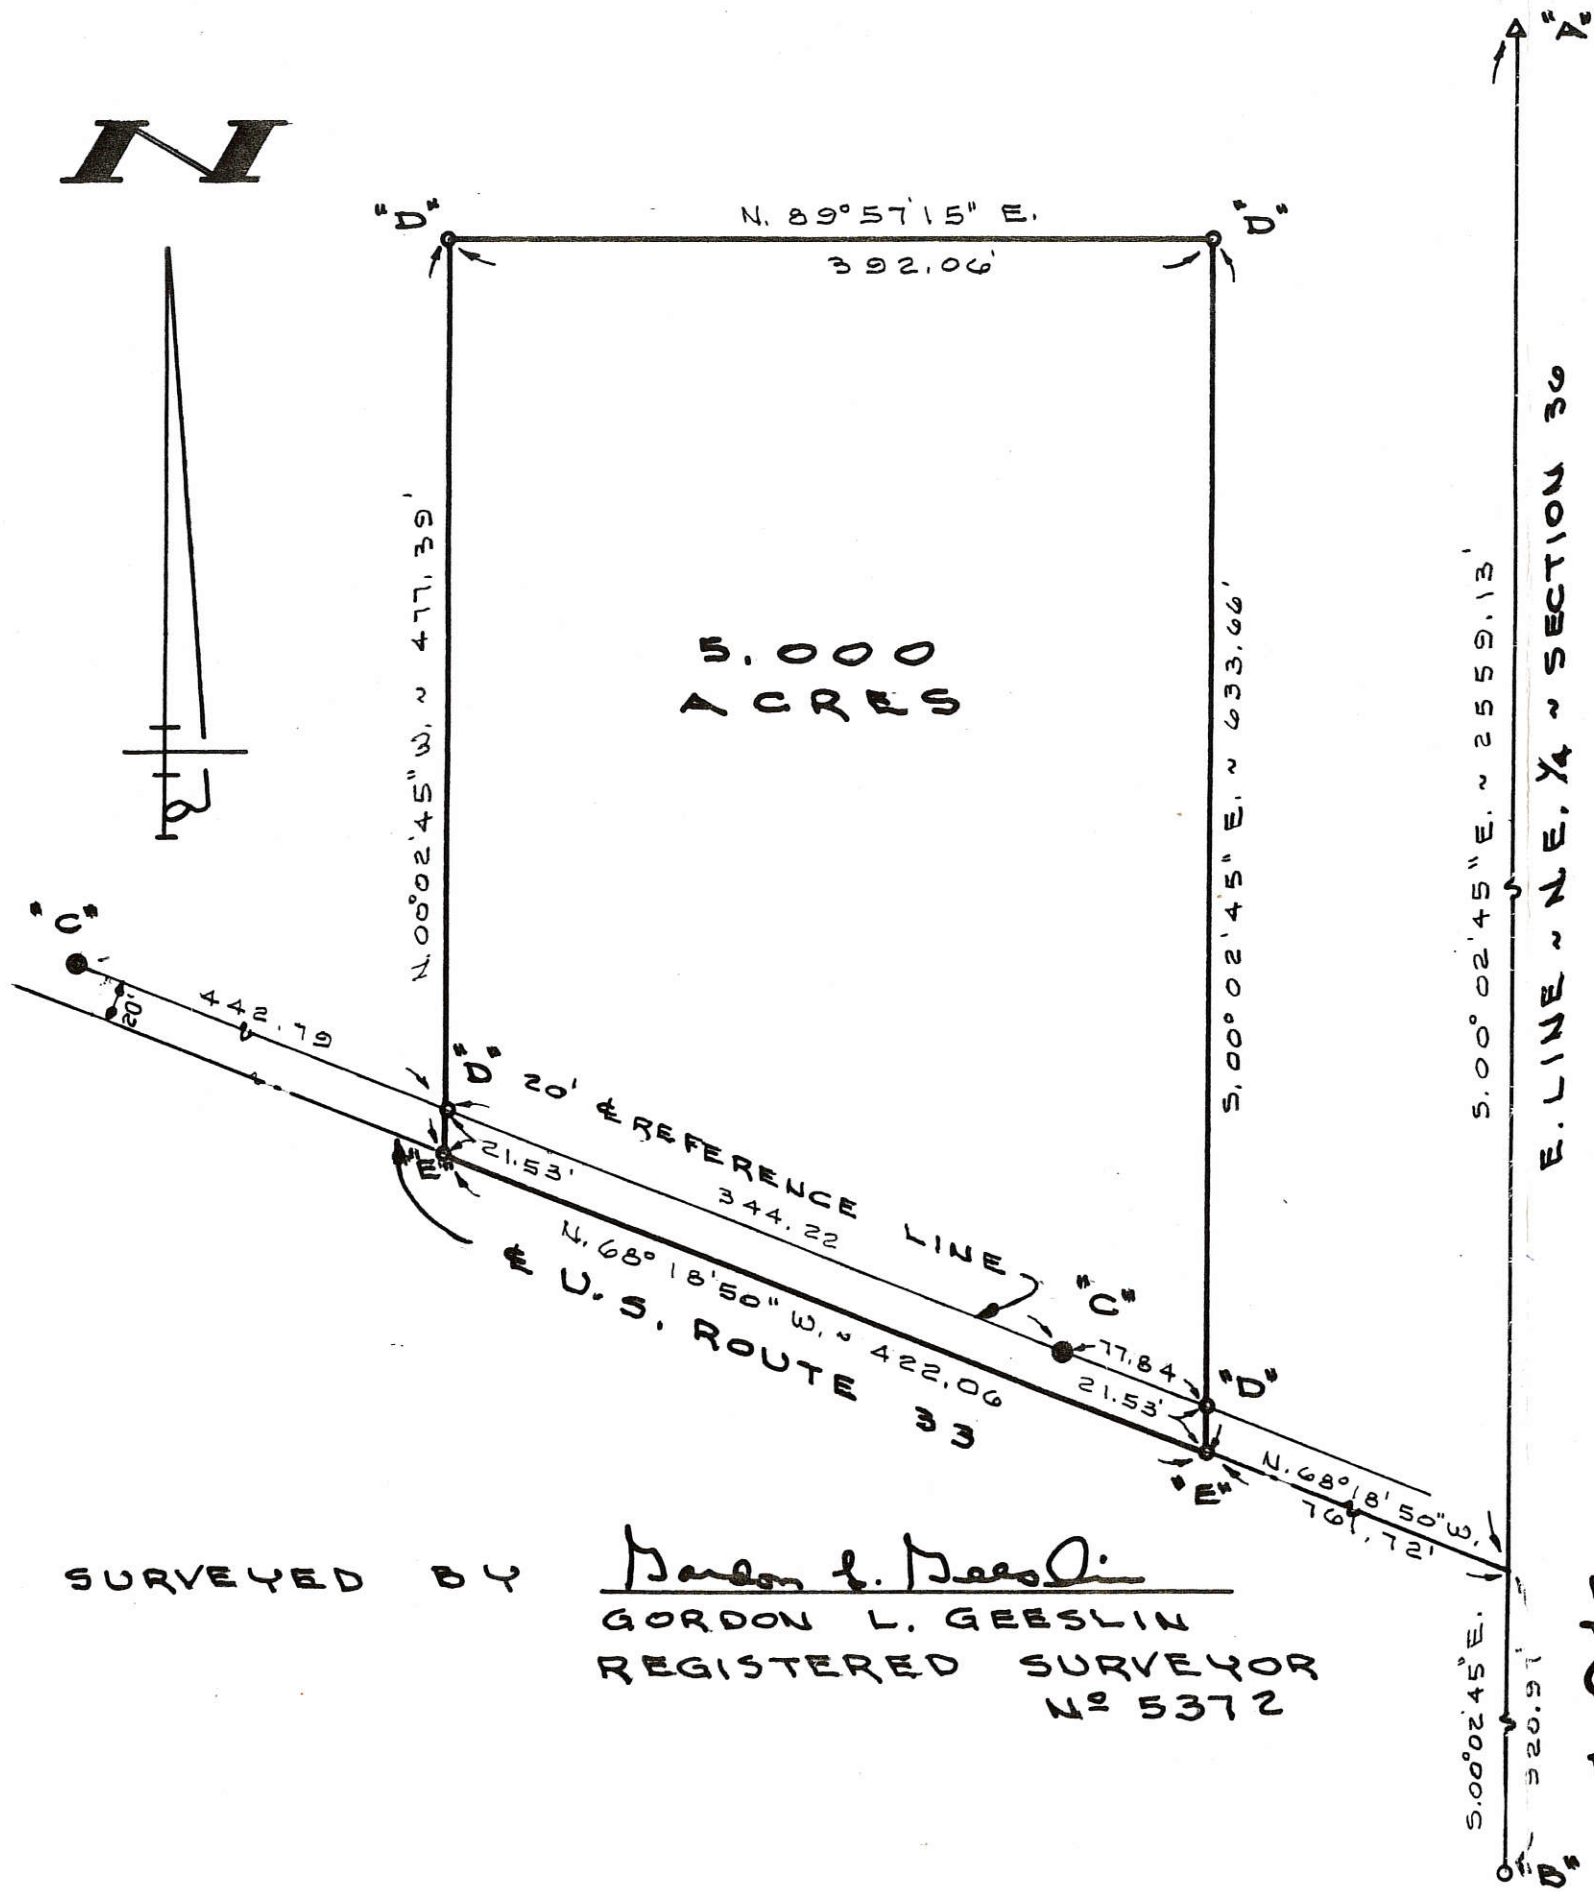 "A"
N
"D"
N. 89°57'15" E.
"D"
392.06'
N.00°02'45" W. ~ 477.39'
5.000
ACRES
S.00°02'45" E. ~ 633.66'
S.00°02'45" E. ~ 2559.13'
E. LINE ~ N.E. ¼ ~ SECTION 36
"C"
20'
442.79
"D"
20' ℄ REFERENCE LINE
"E"
21.53'
344.22
N. 68°18'50" W. ~ 422.06
℄ U.S. ROUTE 33
"C"
77.84
21.53'
"D"
"E"
N.68°18'50"W.
S.00°02'45"E.
"B"
SURVEYED BY Gordon L. Geeslin
GORDON L. GEESLIN
REGISTERED SURVEYOR
Nº 5372